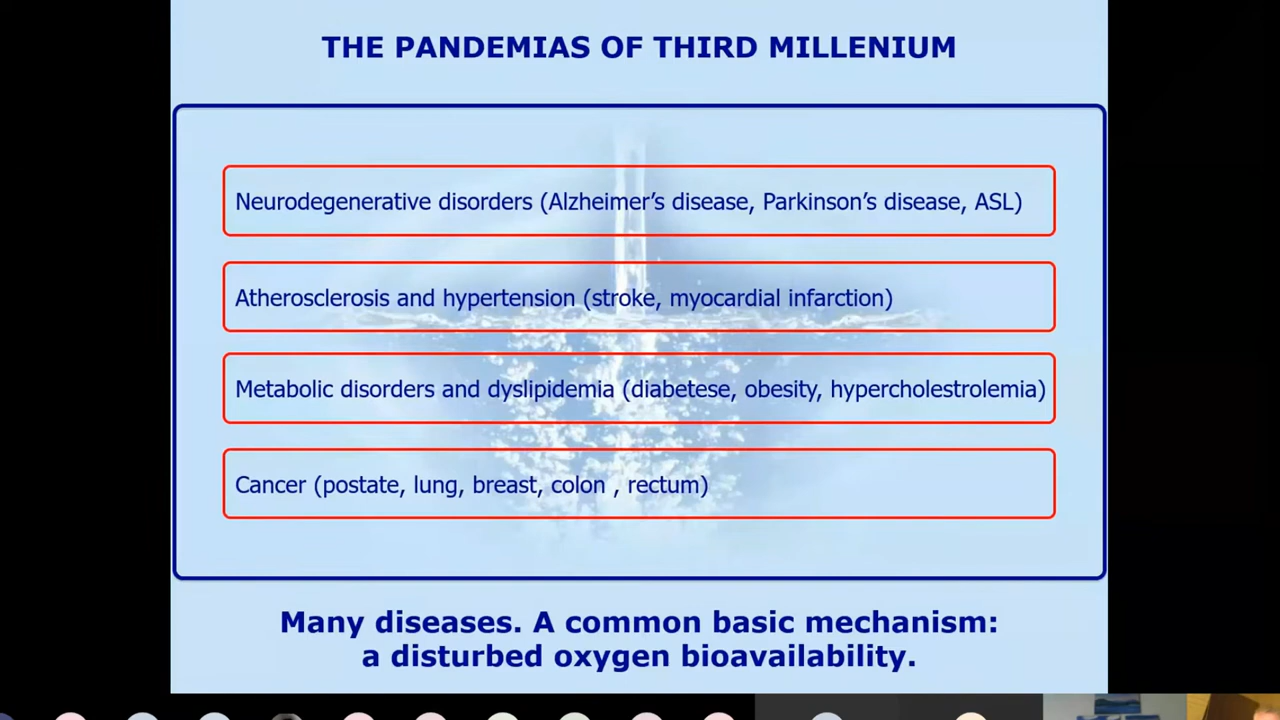 THE PANDEMIAS OF THIRD MILLENIUM
Neurodegenerative disorders (Alzheimer’s disease, Parkinson’s disease, ASL)
Atherosclerosis and hypertension (stroke, myocardial infarction)
Metabolic disorders and dyslipidemia (diabetese, obesity, hypercholestrolemia)
Cancer (postate, lung, breast, colon , rectum)
Many diseases. A common basic mechanism:
a disturbed oxygen bioavailability.